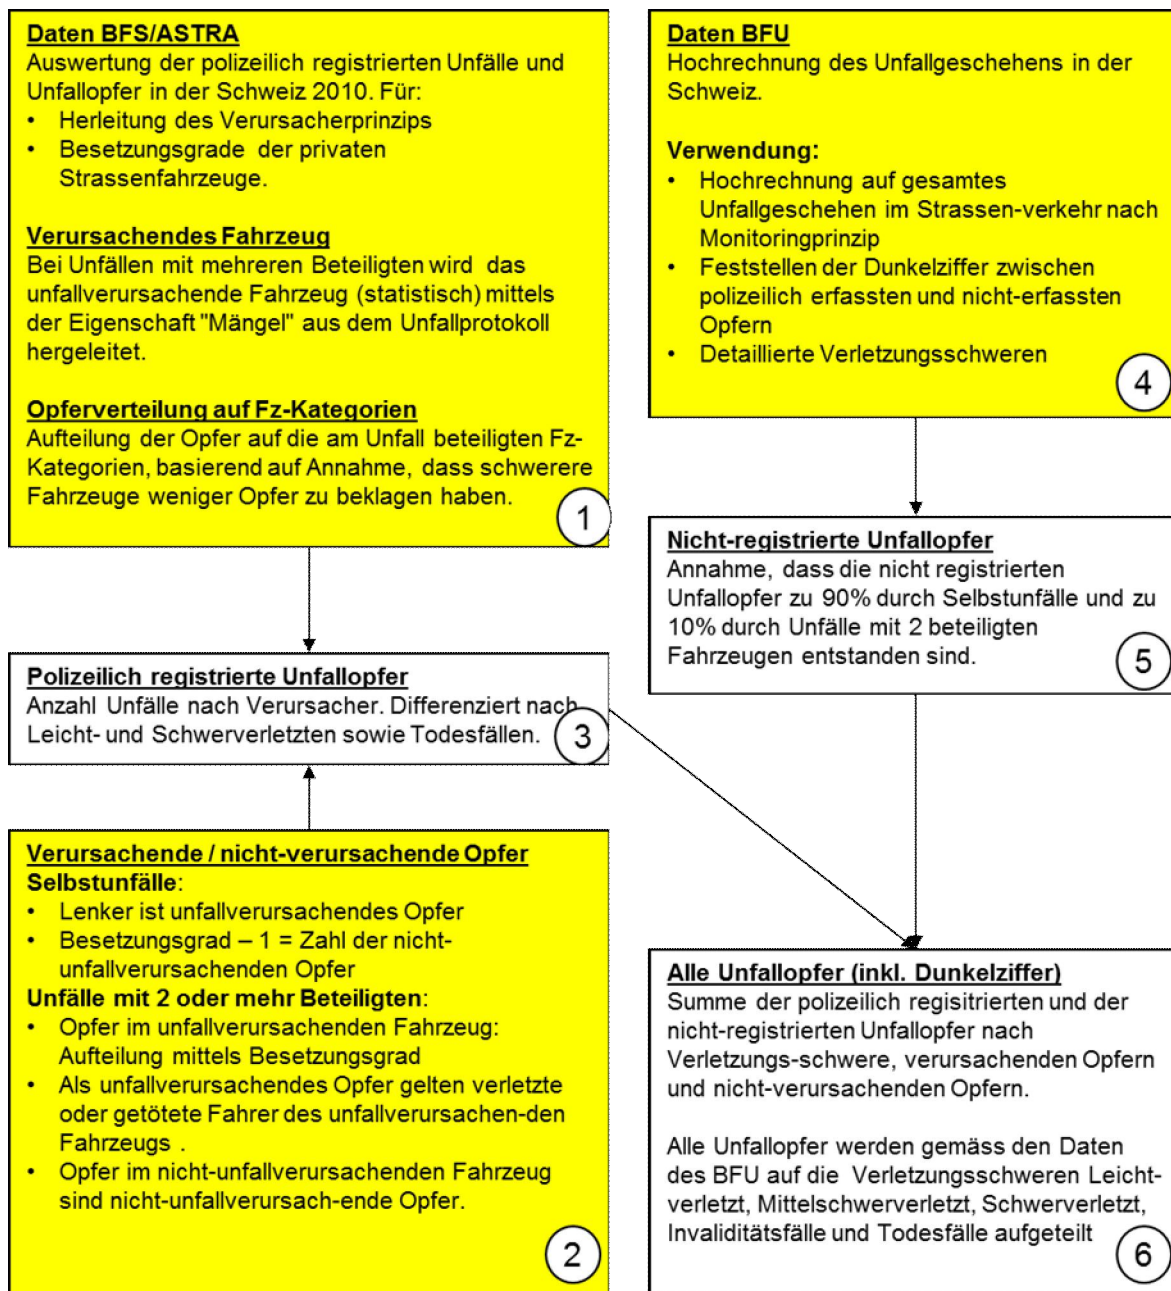 Daten BFS/ASTRA
Auswertung der polizeilich registrierten Unfälle und
Unfallopfer in der Schweiz 2010. Für:
• Herleitung des Verursacherprinzips
• Besetzungsgrade der privaten
Strassenfahrzeuge.
Verursachendes Fahrzeug
Bei Unfällen mit mehreren Beteiligten wird das
unfallverursachende Fahrzeug (statistisch) mittels
der Eigenschaft "Mängel" aus dem Unfallprotokoll
hergeleitet.
Opferverteilung auf Fz-Kategorien
Aufteilung der Opfer auf die am Unfall beteiligten Fz-
Kategorien, basierend auf Annahme, dass schwerere
Fahrzeuge weniger Opfer zu beklagen haben.
1
Polizeilich registrierte Unfallopfer
Anzahl Unfälle nach Verursacher. Differenziert nach
Leicht- und Schwerverletzten sowie Todesfällen.
3
Verursachende / nicht-verursachende Opfer
Selbstunfälle:
• Lenker ist unfallverursachendes Opfer
• Besetzungsgrad – 1 = Zahl der nicht-
unfallverursachenden Opfer
Unfälle mit 2 oder mehr Beteiligten:
• Opfer im unfallverursachenden Fahrzeug:
Aufteilung mittels Besetzungsgrad
• Als unfallverursachendes Opfer gelten verletzte
oder getötete Fahrer des unfallverursachen-den
Fahrzeugs .
• Opfer im nicht-unfallverursachenden Fahrzeug
sind nicht-unfallverursach-ende Opfer.
2
Daten BFU
Hochrechnung des Unfallgeschehens in der
Schweiz.
Verwendung:
• Hochrechnung auf gesamtes
Unfallgeschehen im Strassen-verkehr nach
Monitoringprinzip
• Feststellen der Dunkelziffer zwischen
polizeilich erfassten und nicht-erfassten
Opfern
• Detaillierte Verletzungsschweren
4
Nicht-registrierte Unfallopfer
Annahme, dass die nicht registrierten
Unfallopfer zu 90% durch Selbstunfälle und zu
10% durch Unfälle mit 2 beteiligten
Fahrzeugen entstanden sind.
5
Alle Unfallopfer (inkl. Dunkelziffer)
Summe der polizeilich regisitrierten und der
nicht-registrierten Unfallopfer nach
Verletzungs-schwere, verursachenden Opfern
und nicht-verursachenden Opfern.
Alle Unfallopfer werden gemäss den Daten
des BFU auf die Verletzungsschweren Leicht-
verletzt, Mittelschwerverletzt, Schwerverletzt,
Invaliditätsfälle und Todesfälle aufgeteilt
6